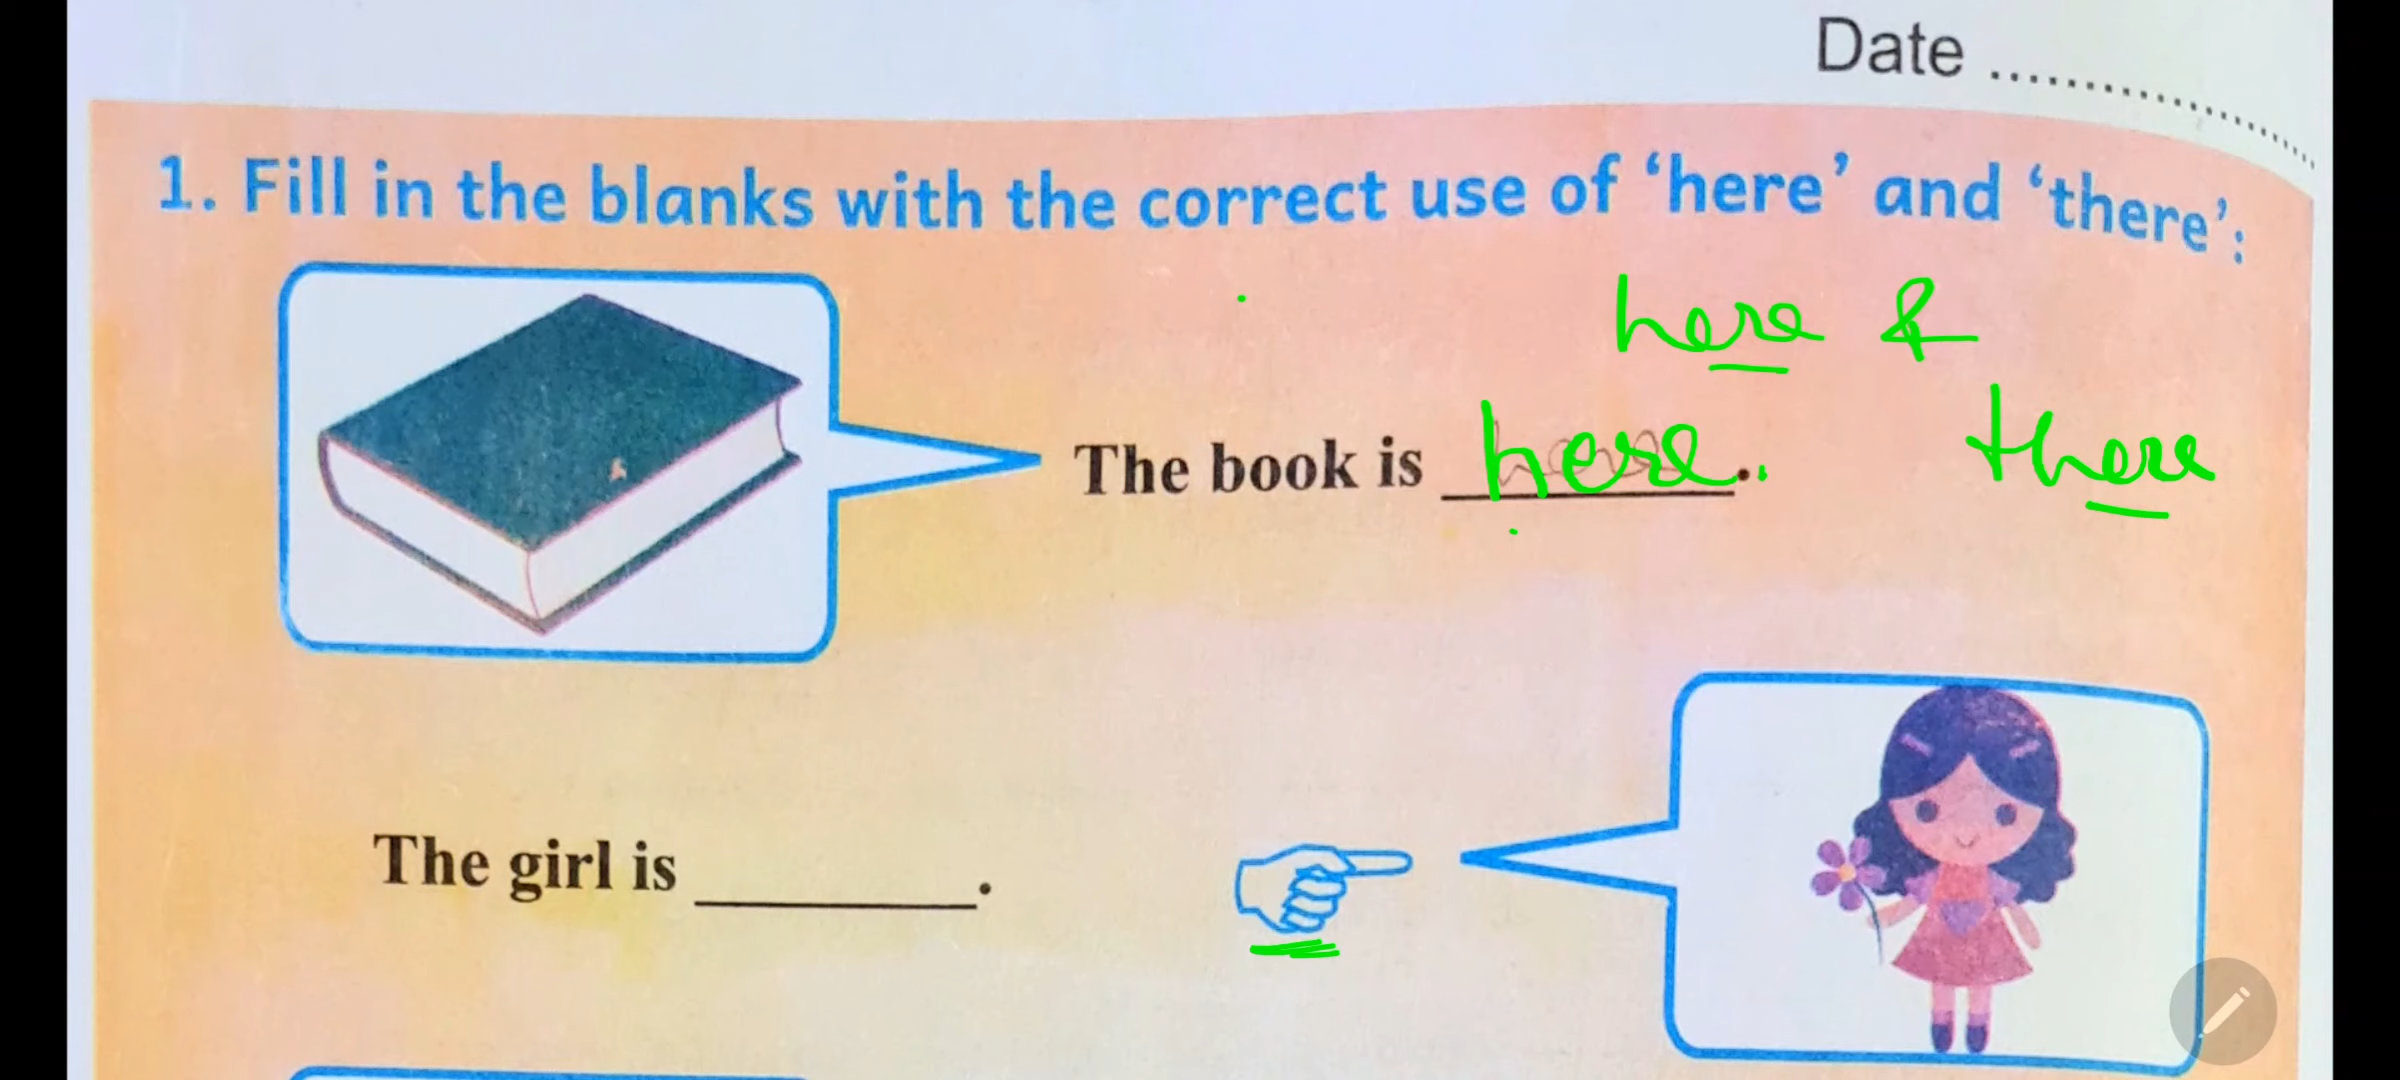 Date ....................
1. Fill in the blanks with the correct use of ‘here’ and ‘there’:
here &
The book is here.
there
The girl is ________.